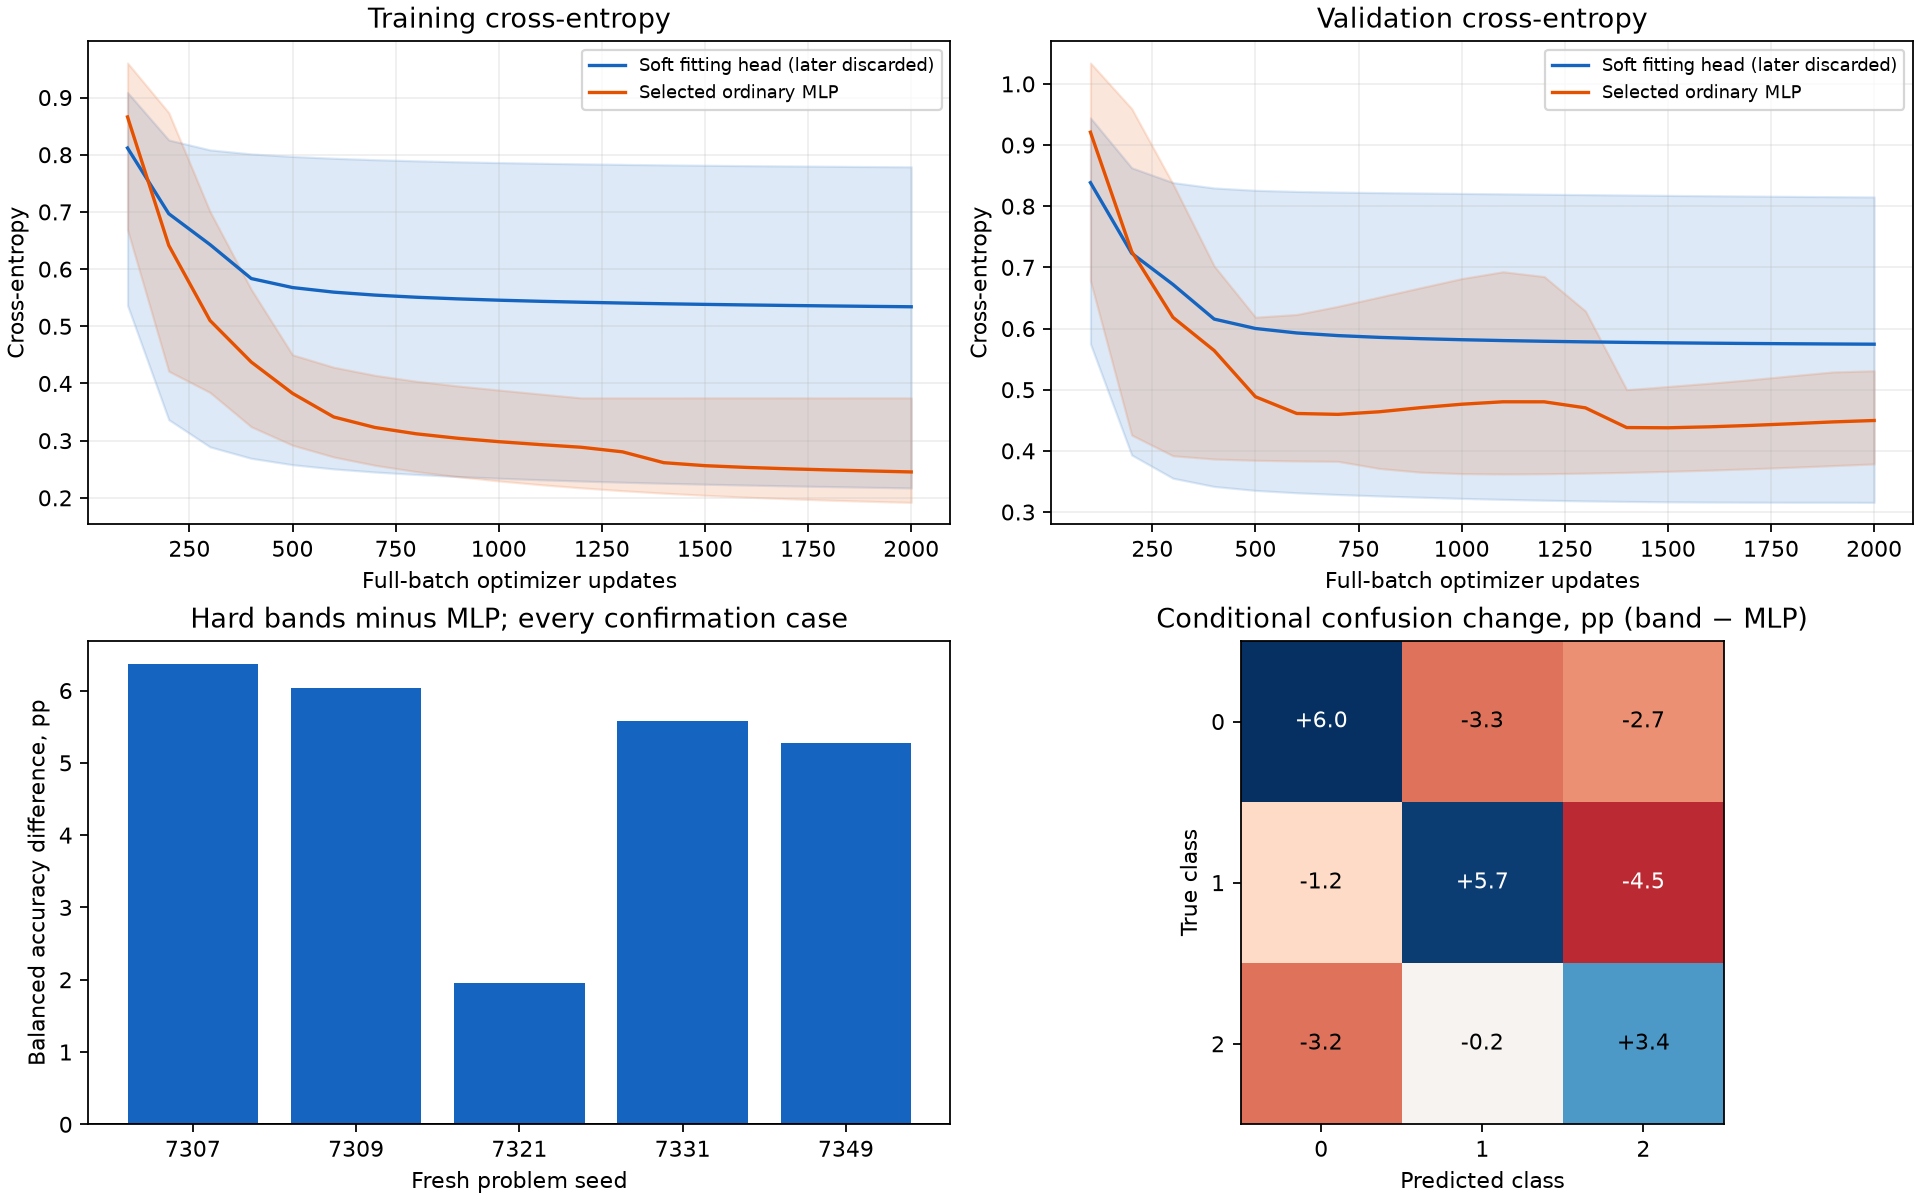 Training cross-entropy
Cross-entropy
0.9
0.8
0.7
0.6
0.5
0.4
0.3
0.2
Soft fitting head (later discarded)
Selected ordinary MLP
250 500 750 1000 1250 1500 1750 2000
Full-batch optimizer updates
Validation cross-entropy
Cross-entropy
1.0
0.9
0.8
0.7
0.6
0.5
0.4
0.3
Soft fitting head (later discarded)
Selected ordinary MLP
250 500 750 1000 1250 1500 1750 2000
Full-batch optimizer updates
Hard bands minus MLP; every confirmation case
Balanced accuracy difference, pp
6
5
4
3
2
1
0
7307 7309 7321 7331 7349
Fresh problem seed
Conditional confusion change, pp (band − MLP)
True class
0 +6.0 -3.3 -2.7
1 -1.2 +5.7 -4.5
2 -3.2 -0.2 +3.4
0 1 2
Predicted class